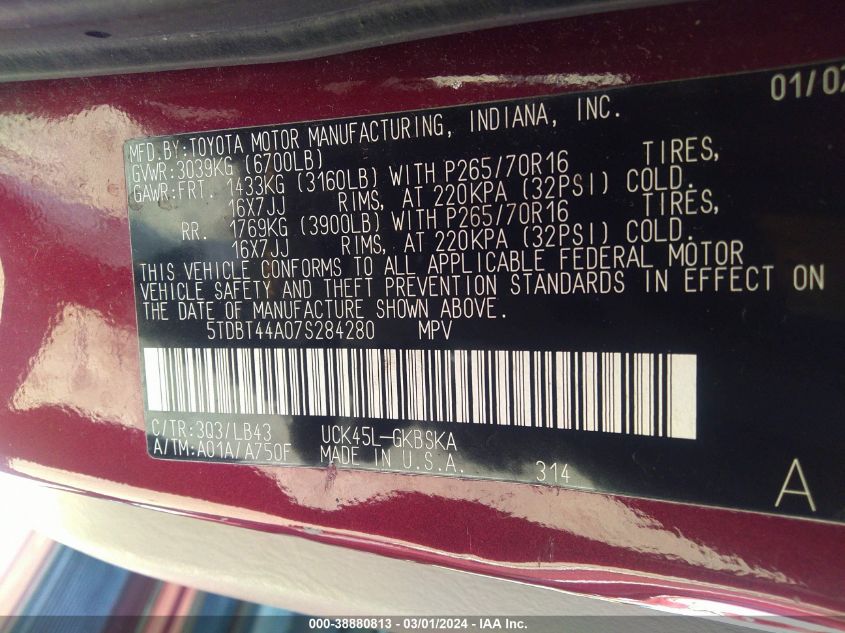 01/07
MFD.BY:TOYOTA MOTOR MANUFACTURING, INDIANA, INC.
GVWR:3039KG (6700LB)
GAWR:FRT. 1433KG (3160LB) WITH P265/70R16 TIRES,
16X7JJ RIMS, AT 220KPA (32PSI) COLD.
RR. 1769KG (3900LB) WITH P265/70R16 TIRES,
16X7JJ RIMS, AT 220KPA (32PSI) COLD.
THIS VEHICLE CONFORMS TO ALL APPLICABLE FEDERAL MOTOR
VEHICLE SAFETY AND THEFT PREVENTION STANDARDS IN EFFECT ON
THE DATE OF MANUFACTURE SHOWN ABOVE.
5TDBT44A07S284280 MPV
C/TR:3Q3/LB43 UCK45L-GKBSKA
A/TM:A01A/A750F MADE IN U.S.A.
314
A
000-38880813 - 03/01/2024 - IAA Inc.